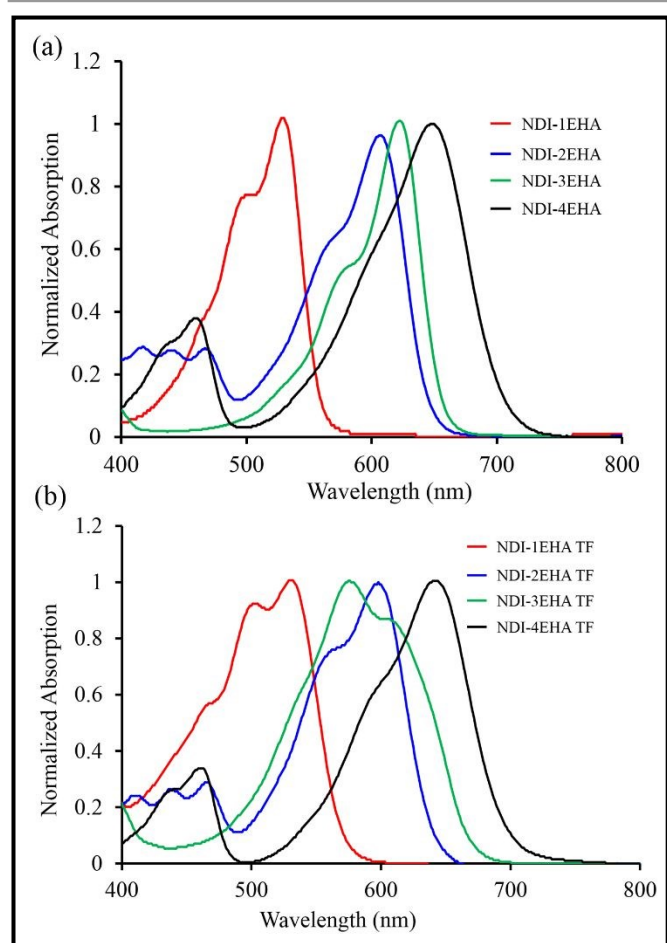 (a)
1.2
1
0.8
0.6
0.4
0.2
0
Normalized Absorption
NDI-1EHA
NDI-2EHA
NDI-3EHA
NDI-4EHA
400 500 600 700 800
Wavelength (nm)
(b)
1.2
1
0.8
0.6
0.4
0.2
0
Normalized Absorption
NDI-1EHA TF
NDI-2EHA TF
NDI-3EHA TF
NDI-4EHA TF
400 500 600 700 800
Wavelength (nm)